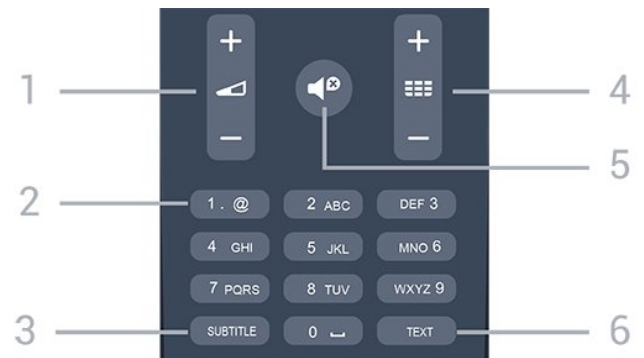 + +
1 4
- -
5
2 1 . @ 2 ABC DEF 3
4 GHI 5 JKL MNO 6
7 PQRS 8 TUV WXYZ 9
3 SUBTITLE 0 ⌴ TEXT 6